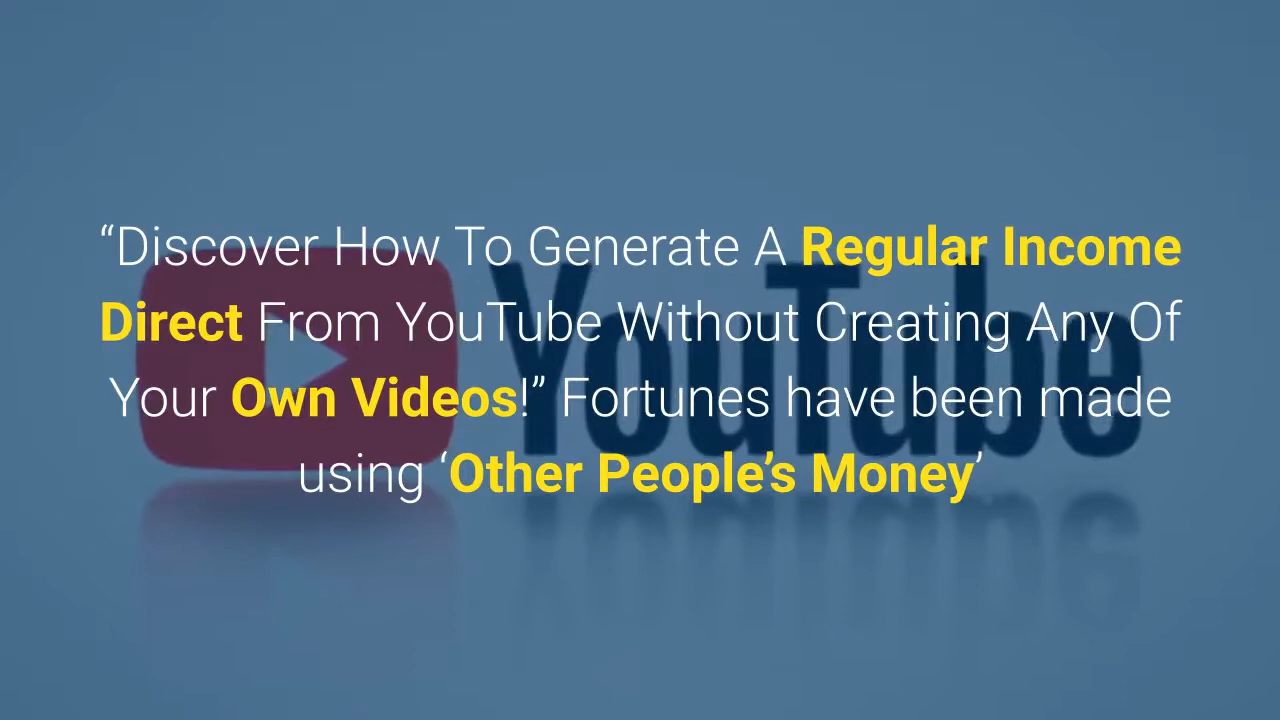 “Discover How To Generate A Regular Income
Direct From YouTube Without Creating Any Of
Your Own Videos!” Fortunes have been made
using ‘Other People’s Money’
YouTube